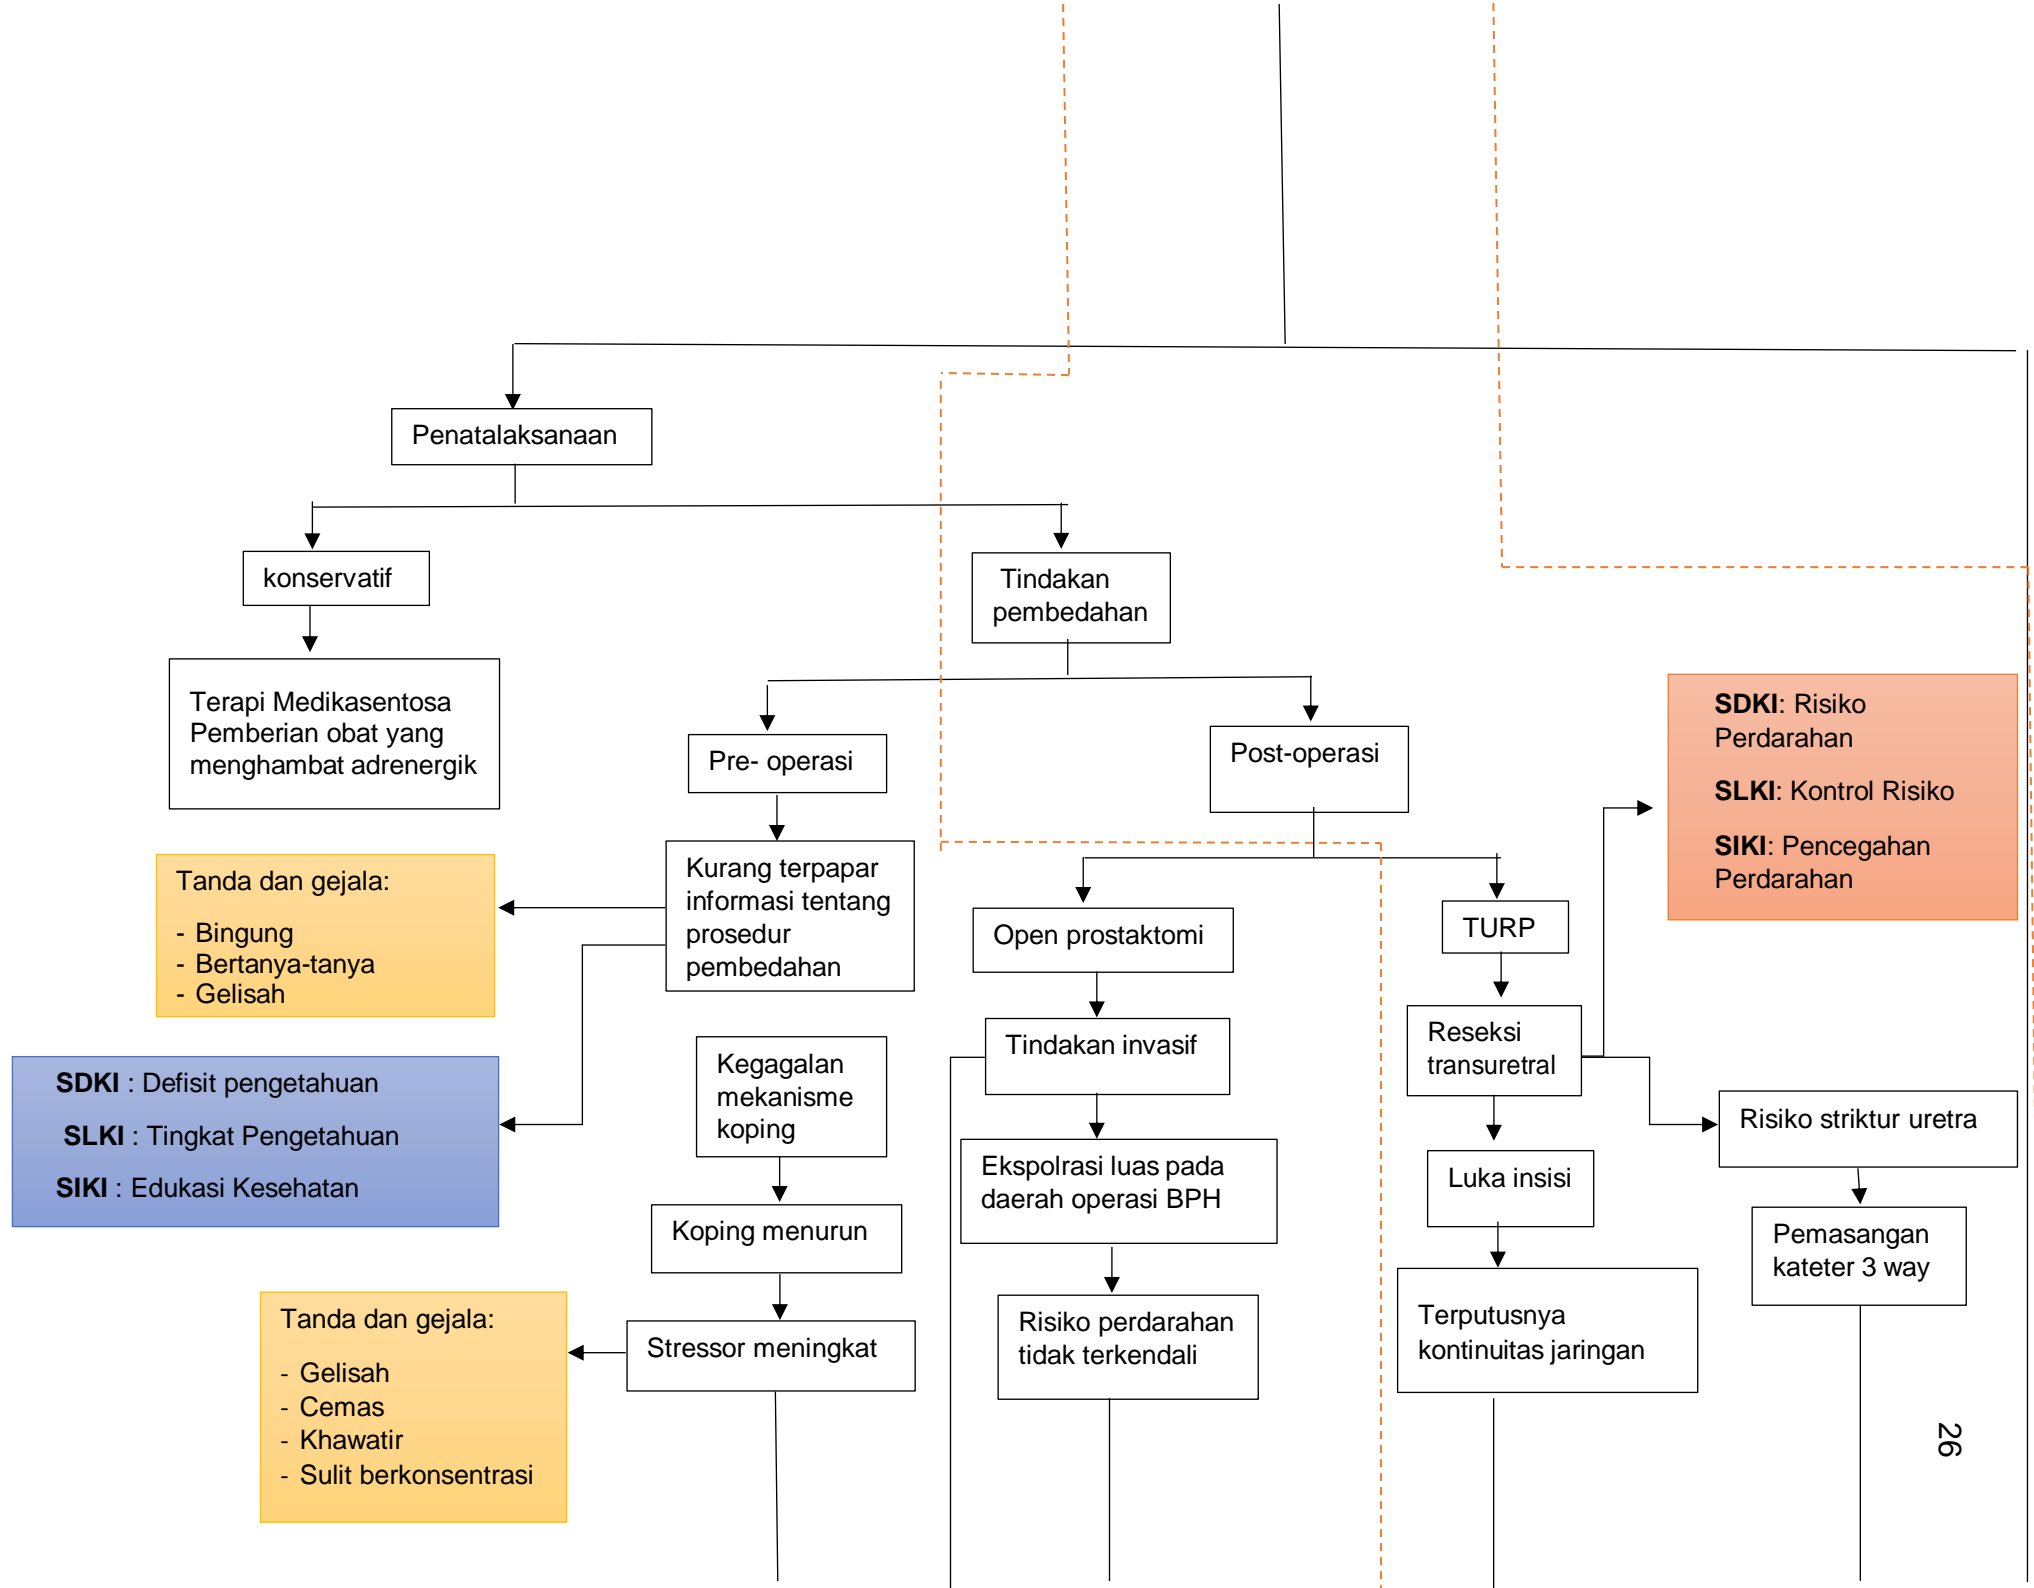 Penatalaksanaan
konservatif
Tindakan
pembedahan
Terapi Medikasentosa
Pemberian obat yang
menghambat adrenergik
Pre- operasi
Post-operasi
SDKI: Risiko
Perdarahan
SLKI: Kontrol Risiko
SIKI: Pencegahan
Perdarahan
Tanda dan gejala:
- Bingung
- Bertanya-tanya
- Gelisah
Kurang terpapar
informasi tentang
prosedur
pembedahan
Open prostaktomi
TURP
SDKI : Defisit pengetahuan
SLKI : Tingkat Pengetahuan
SIKI : Edukasi Kesehatan
Kegagalan
mekanisme
koping
Tindakan invasif
Reseksi
transuretral
Risiko striktur uretra
Koping menurun
Ekspolrasi luas pada
daerah operasi BPH
Luka insisi
Pemasangan
kateter 3 way
Tanda dan gejala:
- Gelisah
- Cemas
- Khawatir
- Sulit berkonsentrasi
Stressor meningkat
Risiko perdarahan
tidak terkendali
Terputusnya
kontinuitas jaringan
26